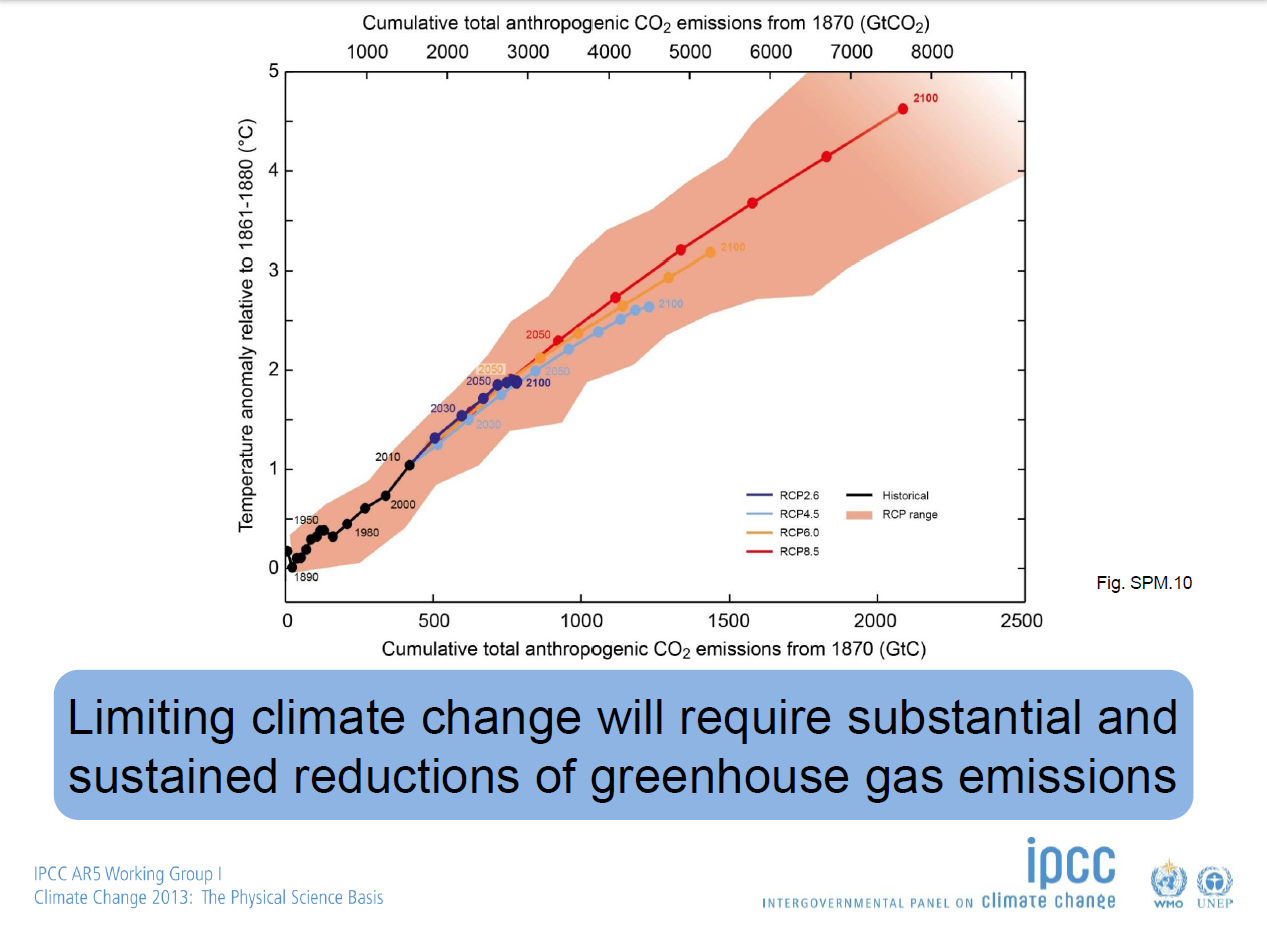 Cumulative total anthropogenic CO₂ emissions from 1870 (GtCO₂)
1000 2000 3000 4000 5000 6000 7000 8000
Temperature anomaly relative to 1861-1880 (°C)
5
4
3
2
1
0
2100
2100
2100
2050
2050
2050
2050
2100
2030
2030
2010
2000
1950
1980
1890
RCP2.6
RCP4.5
RCP6.0
RCP8.5
Historical
RCP range
0 500 1000 1500 2000 2500
Cumulative total anthropogenic CO₂ emissions from 1870 (GtC)
Fig. SPM.10
Limiting climate change will require substantial and
sustained reductions of greenhouse gas emissions
IPCC AR5 Working Group I
Climate Change 2013: The Physical Science Basis
ipcc
INTERGOVERNMENTAL PANEL ON climate change
WMO
UNEP